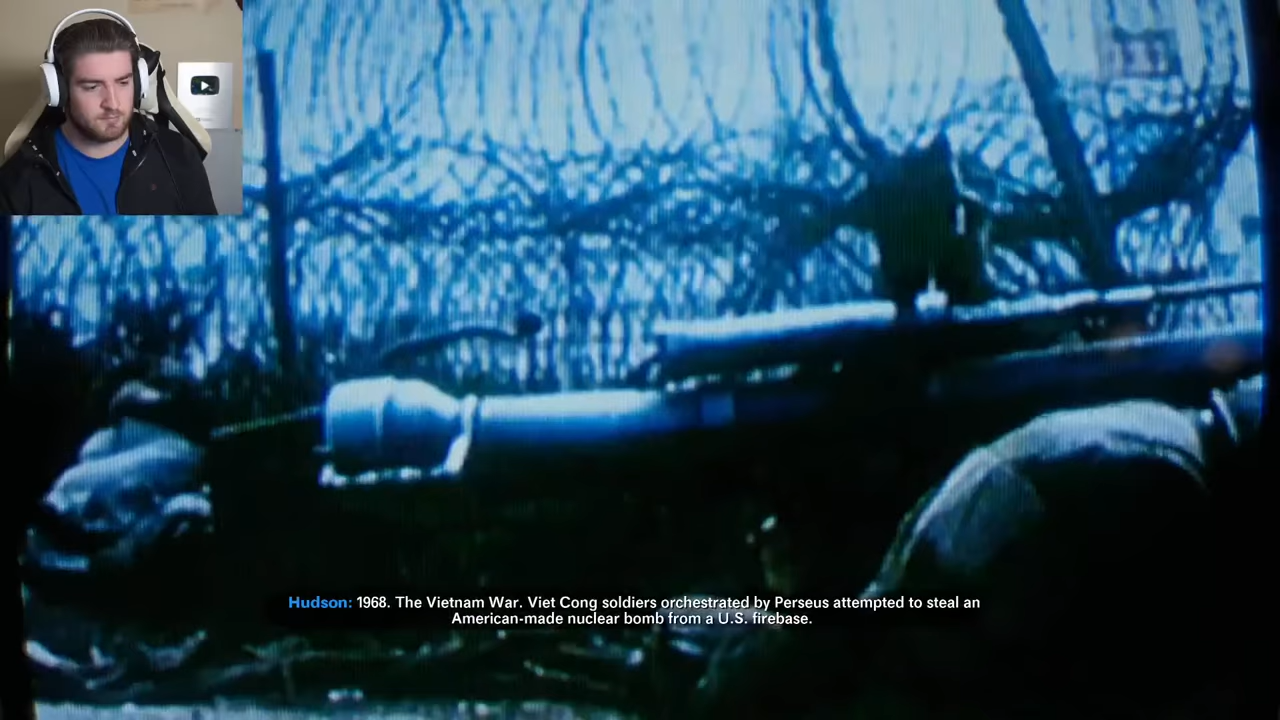 Hudson: 1968. The Vietnam War. Viet Cong soldiers orchestrated by Perseus attempted to steal an
American-made nuclear bomb from a U.S. firebase.